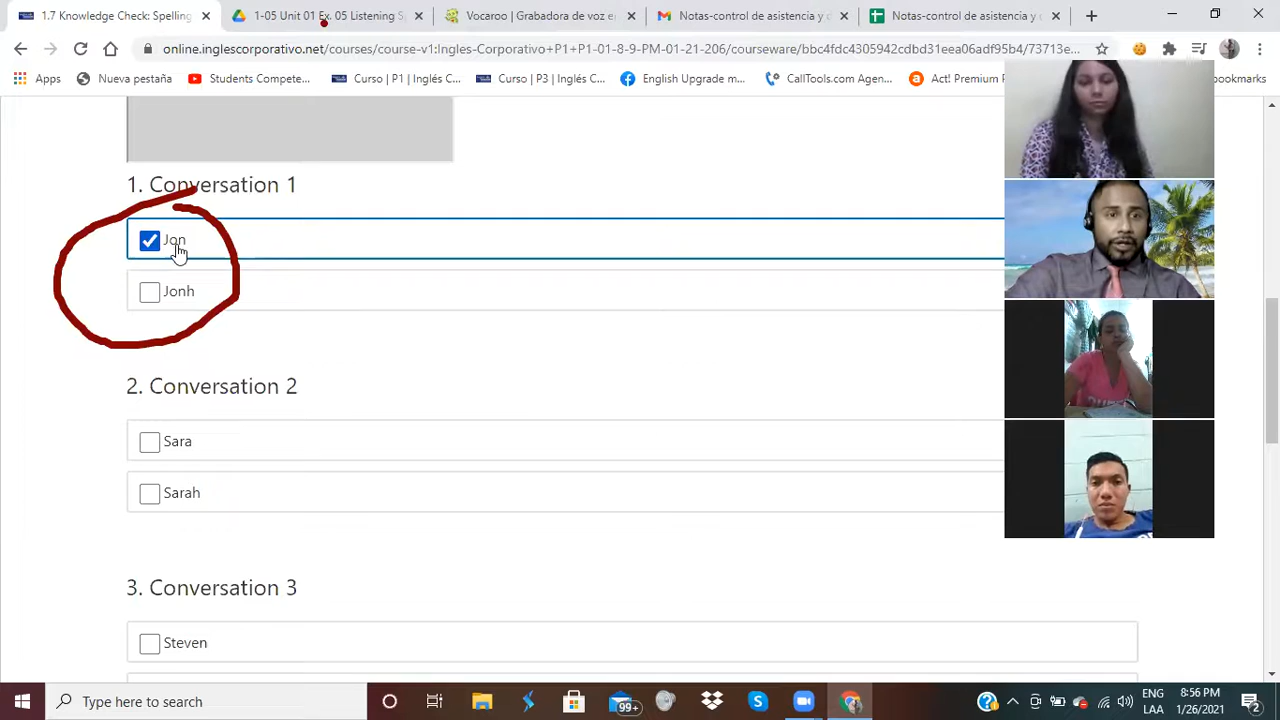 1.7 Knowledge Check: Spelling
1-05 Unit 01 Ex. 05 Listening S
Vocaroo | Grabadora de voz e
Notas-control de asistencia y c
Notas-control de asistencia y c
online.inglescorporativo.net/courses/course-v1:Ingles-Corporativo+P1+P1-01-8-9-PM-01-21-206/courseware/bbc4fdc4305942cdbd31eea06adf95b4/73713e...
Apps
Nueva pestaña
Students Compete...
Curso | P1 | Inglés C...
Curso | P3 | Inglés C...
English Upgrade m...
CallTools.com Agen...
Act! Premium
ookmarks
1. Conversation 1
Jon
Jonh
2. Conversation 2
Sara
Sarah
3. Conversation 3
Steven
Type here to search
99+
ENG
LAA
8:56 PM
1/26/2021
2